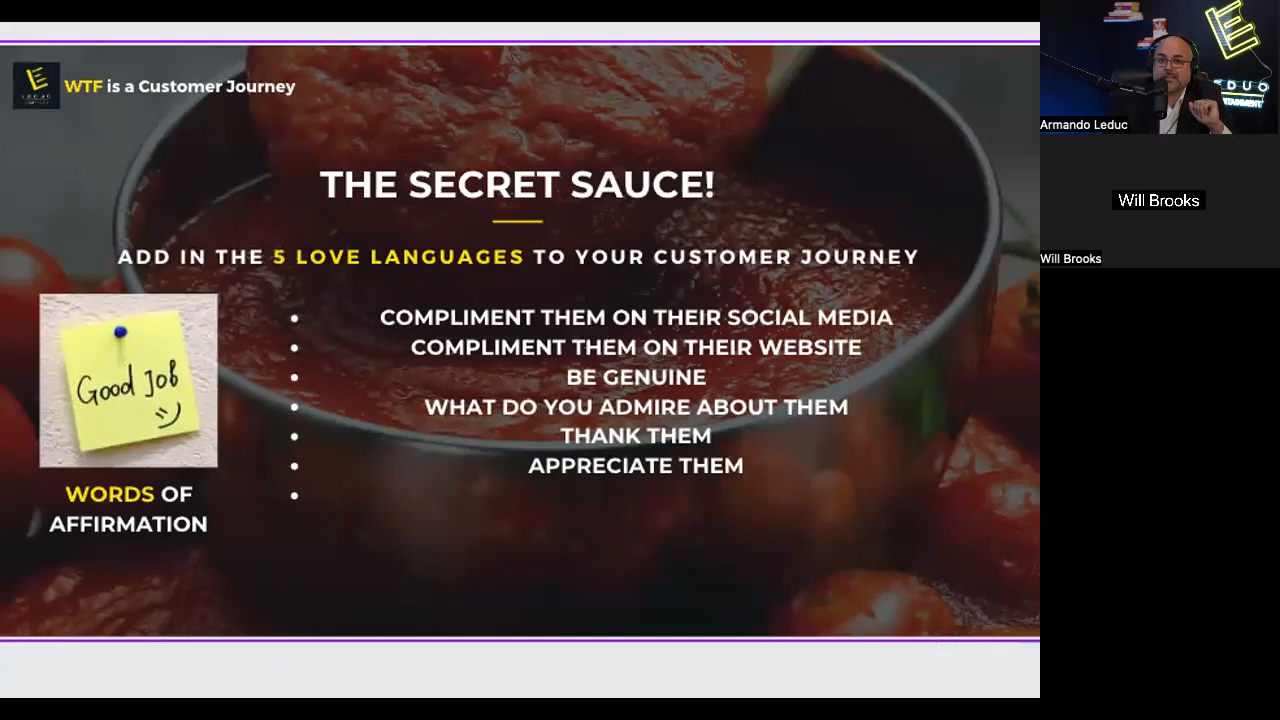 WTF is a Customer Journey
THE SECRET SAUCE!
ADD IN THE 5 LOVE LANGUAGES TO YOUR CUSTOMER JOURNEY
Good Job
WORDS OF
AFFIRMATION
• COMPLIMENT THEM ON THEIR SOCIAL MEDIA
• COMPLIMENT THEM ON THEIR WEBSITE
• BE GENUINE
• WHAT DO YOU ADMIRE ABOUT THEM
• THANK THEM
• APPRECIATE THEM
•
Armando Leduc
Will Brooks
Will Brooks